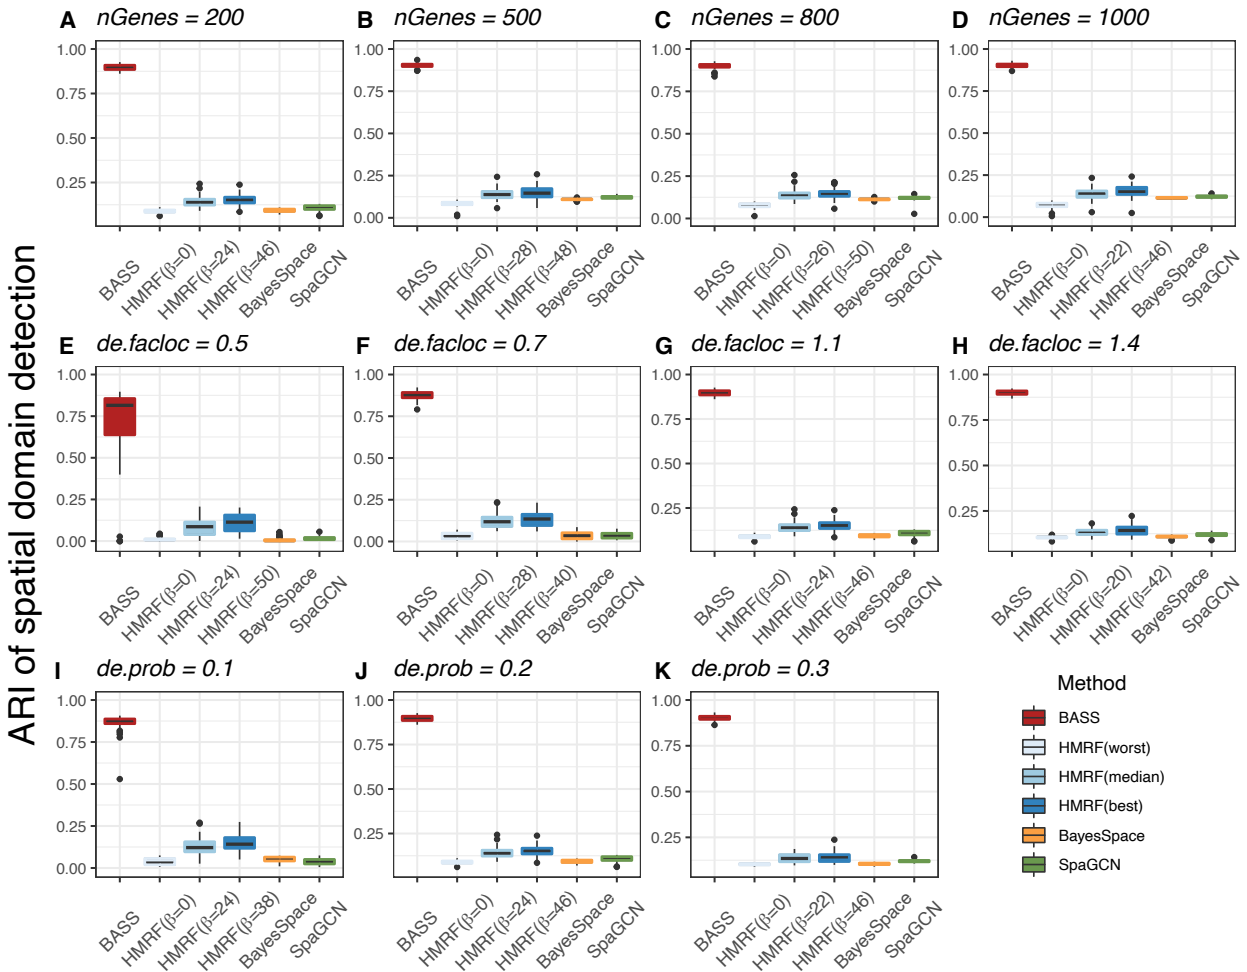 ARI of spatial domain detection
A nGenes = 200
1.00
0.75
0.50
0.25
BASS
HMRF(β=0)
HMRF(β=24)
HMRF(β=46)
BayesSpace
SpaGCN
B nGenes = 500
1.00
0.75
0.50
0.25
0.00
BASS
HMRF(β=0)
HMRF(β=28)
HMRF(β=48)
BayesSpace
SpaGCN
C nGenes = 800
1.00
0.75
0.50
0.25
0.00
BASS
HMRF(β=0)
HMRF(β=26)
HMRF(β=50)
BayesSpace
SpaGCN
D nGenes = 1000
1.00
0.75
0.50
0.25
0.00
BASS
HMRF(β=0)
HMRF(β=22)
HMRF(β=46)
BayesSpace
SpaGCN
E de.facloc = 0.5
1.00
0.75
0.50
0.25
0.00
BASS
HMRF(β=0)
HMRF(β=24)
HMRF(β=50)
BayesSpace
SpaGCN
F de.facloc = 0.7
1.00
0.75
0.50
0.25
0.00
BASS
HMRF(β=0)
HMRF(β=28)
HMRF(β=40)
BayesSpace
SpaGCN
G de.facloc = 1.1
1.00
0.75
0.50
0.25
BASS
HMRF(β=0)
HMRF(β=24)
HMRF(β=46)
BayesSpace
SpaGCN
H de.facloc = 1.4
1.00
0.75
0.50
0.25
BASS
HMRF(β=0)
HMRF(β=20)
HMRF(β=42)
BayesSpace
SpaGCN
I de.prob = 0.1
1.00
0.75
0.50
0.25
0.00
BASS
HMRF(β=0)
HMRF(β=24)
HMRF(β=38)
BayesSpace
SpaGCN
J de.prob = 0.2
1.00
0.75
0.50
0.25
BASS
HMRF(β=0)
HMRF(β=24)
HMRF(β=46)
BayesSpace
SpaGCN
K de.prob = 0.3
1.00
0.75
0.50
0.25
BASS
HMRF(β=0)
HMRF(β=22)
HMRF(β=46)
BayesSpace
SpaGCN
Method
BASS
HMRF(worst)
HMRF(median)
HMRF(best)
BayesSpace
SpaGCN